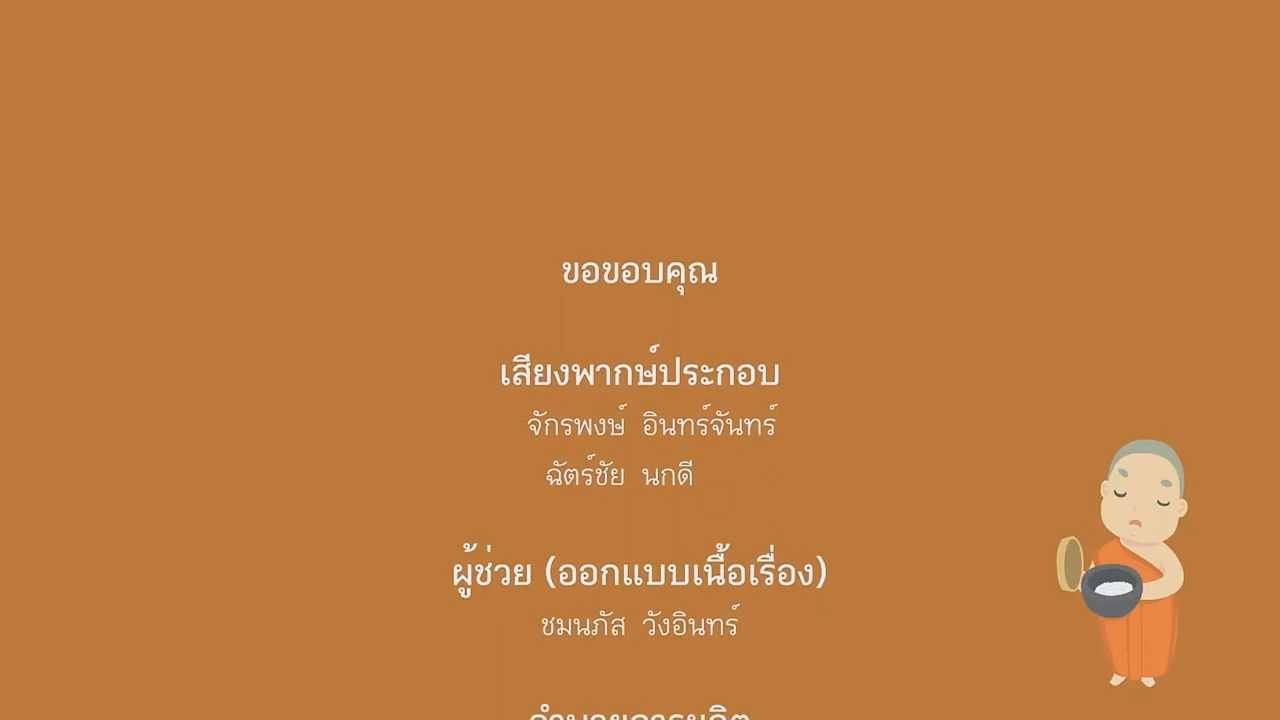 ขอขอบคุณ
เสียงพากษ์ประกอบ
จักรพงษ์ อินทร์จันทร์
ฉัตร์ชัย นกดี
ผู้ช่วย (ออกแบบเนื้อเรื่อง)
ชมนภัส วังอินทร์